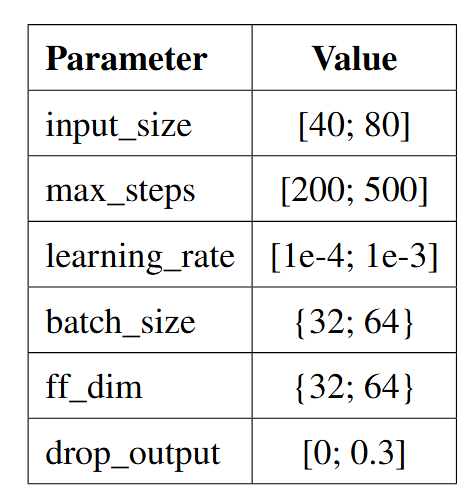 Parameter Value
input_size [40; 80]
max_steps [200; 500]
learning_rate [1e-4; 1e-3]
batch_size {32; 64}
ff_dim {32; 64}
drop_output [0; 0.3]